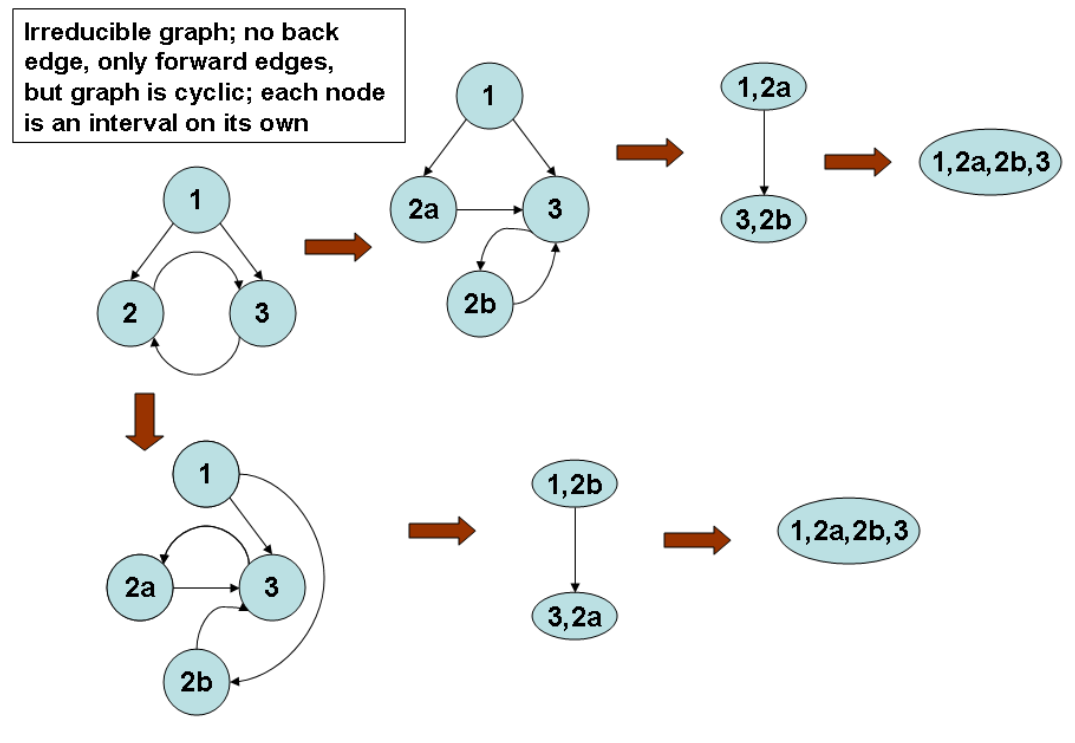 Irreducible graph; no back
edge, only forward edges,
but graph is cyclic; each node
is an interval on its own
1
2
3
1
2a
3
2b
1,2a
3,2b
1,2a,2b,3
1
2a
3
2b
1,2b
3,2a
1,2a,2b,3